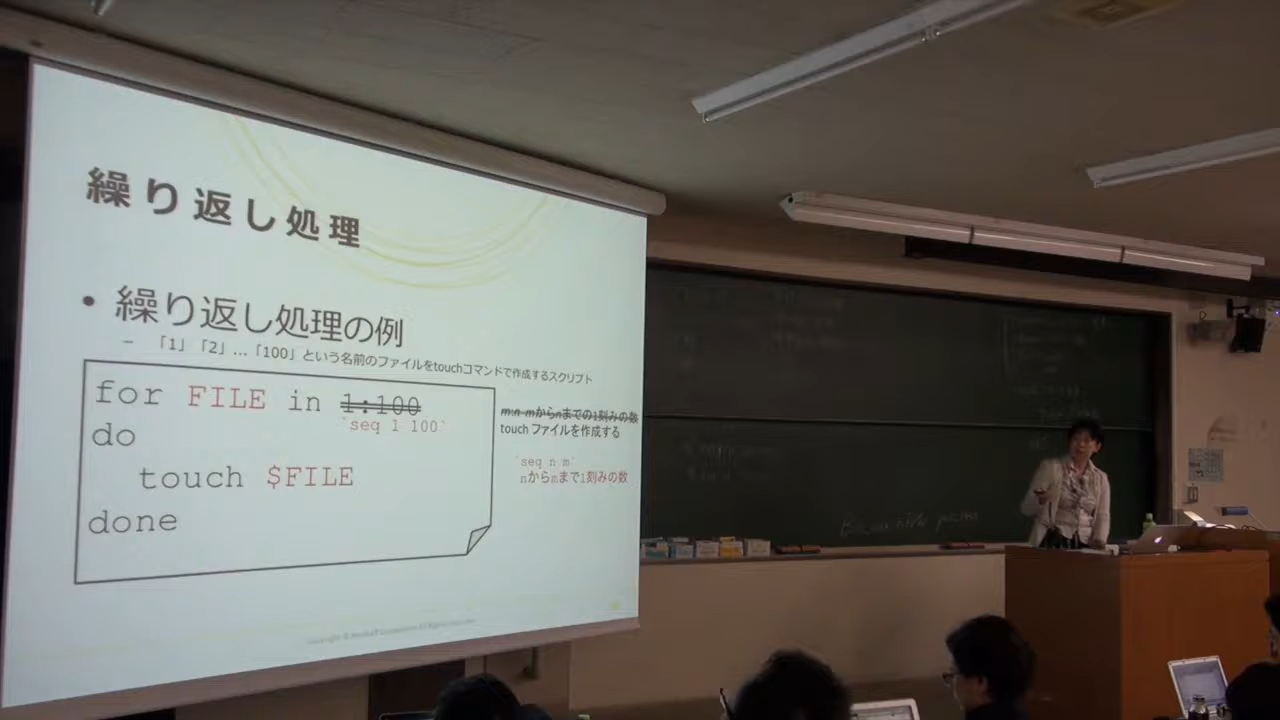 繰り返し処理
• 繰り返し処理の例
– 「1」「2」…「100」という名前のファイルをtouchコマンドで作成するスクリプト
for FILE in 1:100
`seq 1 100`
do
touch $FILE
done
m:n mからnまでの1刻みの数
touch ファイルを作成する
`seq n m`
nからmまで1刻みの数